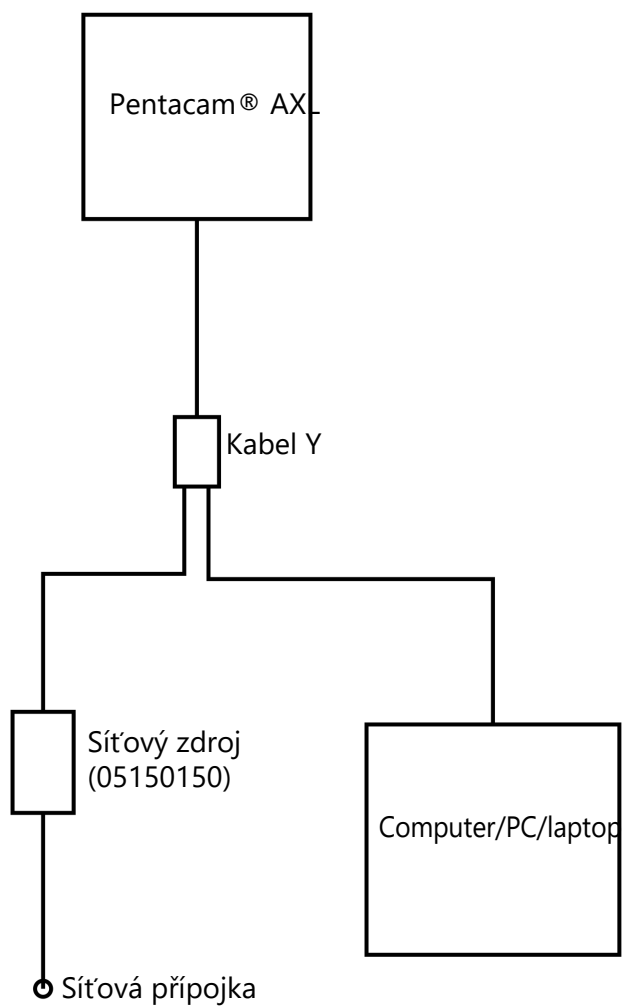 Pentacam® AXL
Kabel Y
Síťový zdroj
(05150150)
Computer/PC/laptop
Síťová přípojka